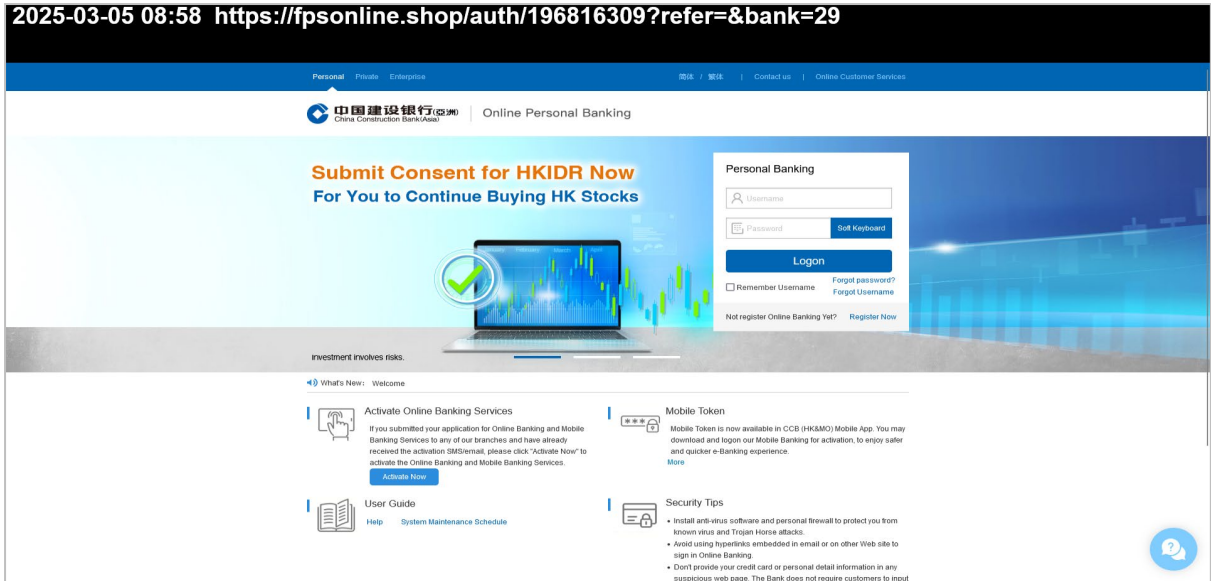 2025-03-05 08:58 https://fpsonline.shop/auth/196816309?refer=&bank=29
Personal Private Enterprise 简体 / 繁体 | Contact us | Online Customer Services
中国建设银行(亞洲)
China Construction Bank(Asia)
Online Personal Banking
Submit Consent for HKIDR Now
For You to Continue Buying HK Stocks
February March April
Investment involves risks.
Personal Banking
Username
Password Soft Keyboard
Logon
Remember Username
Forgot password?
Forgot Username
Not register Online Banking Yet? Register Now
What's New: Welcome
Activate Online Banking Services
If you submitted your application for Online Banking and Mobile
Banking Services to any of our branches and have already
received the activation SMS/email, please click "Activate Now" to
activate the Online Banking and Mobile Banking Services.
Activate Now
Mobile Token
Mobile Token is now available in CCB (HK&MO) Mobile App. You may
download and logon our Mobile Banking for activation, to enjoy safer
and quicker e-Banking experience.
More
User Guide
Help System Maintenance Schedule
Security Tips
• Install anti-virus software and personal firewall to protect you from
known virus and Trojan Horse attacks.
• Avoid using hyperlinks embedded in email or on other Web site to
sign in Online Banking.
• Don't provide your credit card or personal detail information in any
suspicious web page. The Bank does not require customers to input